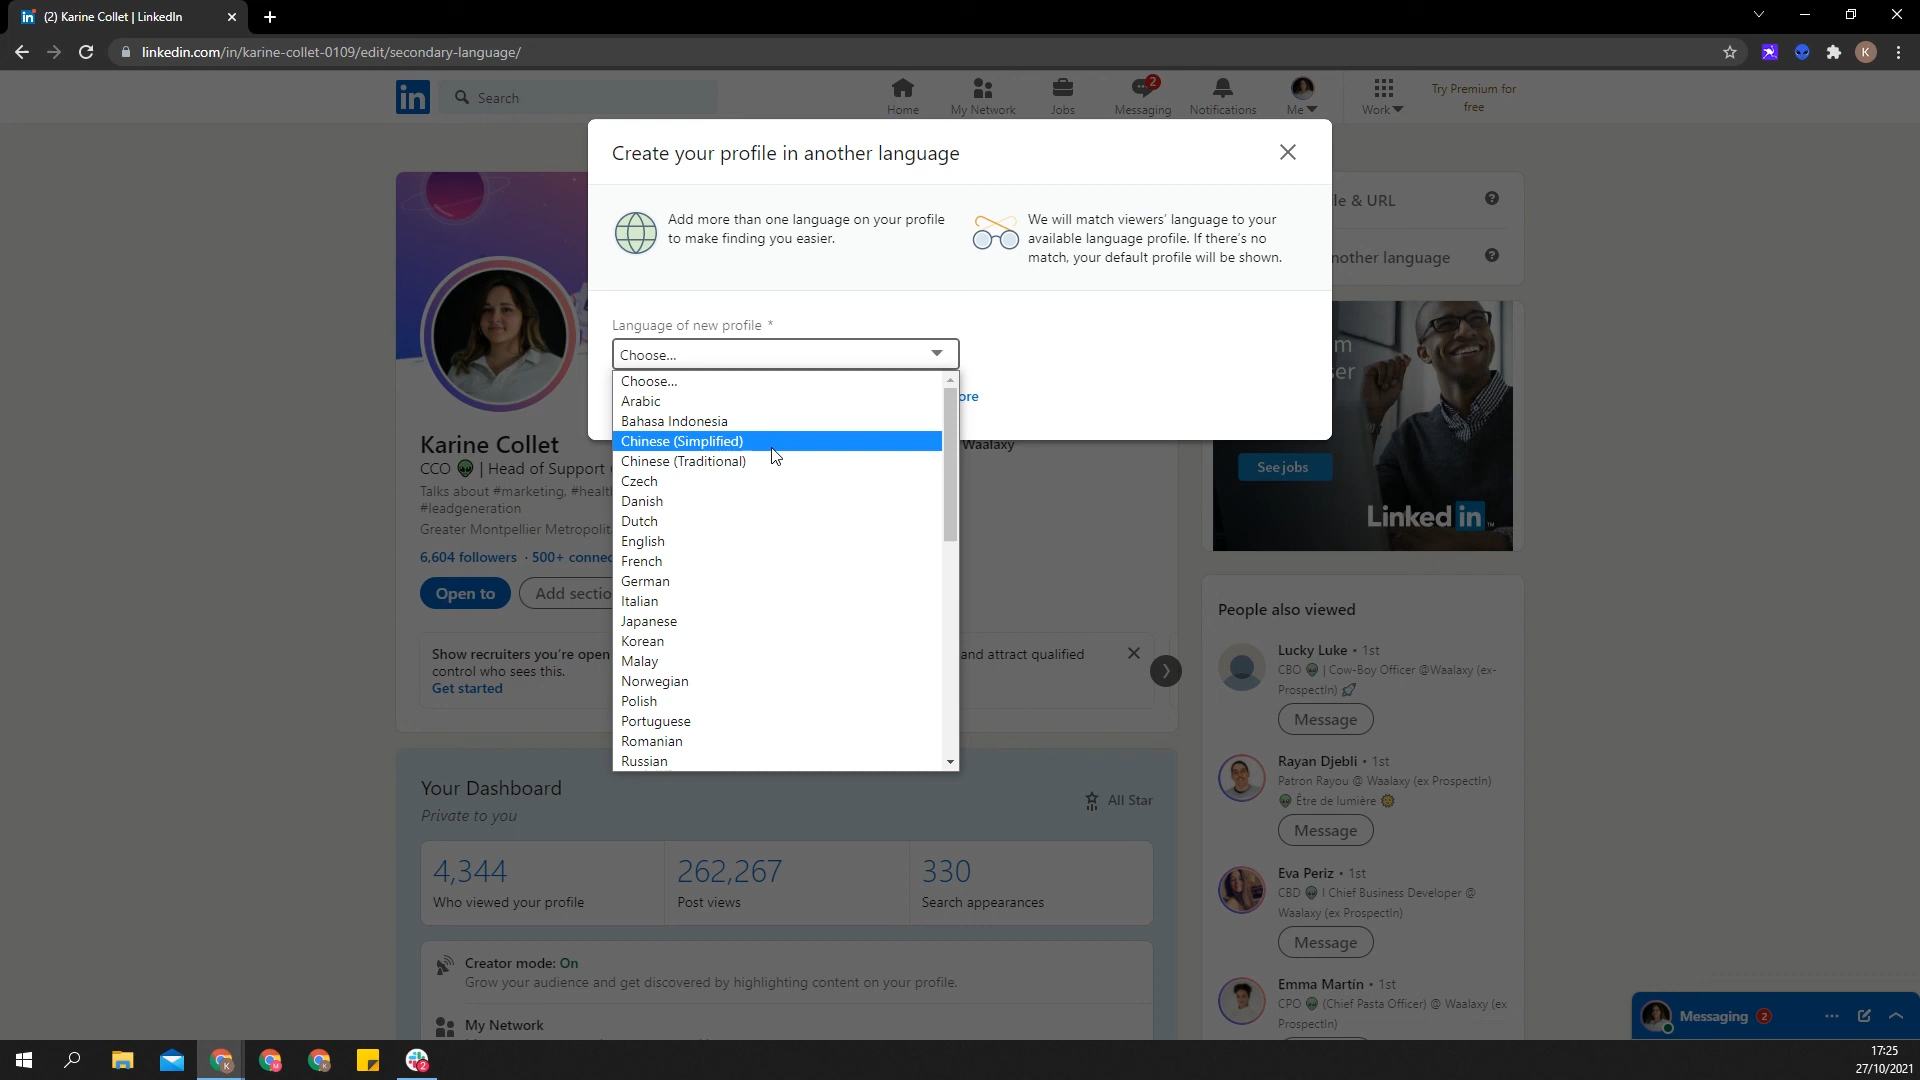 (2) Karine Collet | LinkedIn
linkedin.com/in/karine-collet-0109/edit/secondary-language/
K
in
Search
Home
My Network
Jobs
2
Messaging
Notifications
Me
Work
Try Premium for
free
Create your profile in another language
Add more than one language on your profile
to make finding you easier.
We will match viewers' language to your
available language profile. If there's no
match, your default profile will be shown.
Language of new profile *
Choose...
Choose...
Arabic
Bahasa Indonesia
Chinese (Simplified)
Chinese (Traditional)
Czech
Danish
Dutch
English
French
German
Italian
Japanese
Korean
Malay
Norwegian
Polish
Portuguese
Romanian
Russian
ore
Waalaxy
le & URL
nother language
m
er
See jobs
Linked in
Karine Collet
CCO 👽 | Head of Support
Talks about #marketing, #healt
#leadgeneration
Greater Montpellier Metropolit
6,604 followers · 500+ connec
Open to
Add sectio
Show recruiters you're open
control who sees this.
Get started
and attract qualified
Your Dashboard
Private to you
All Star
4,344
Who viewed your profile
262,267
Post views
330
Search appearances
Creator mode: On
Grow your audience and get discovered by highlighting content on your profile.
My Network
People also viewed
Lucky Luke • 1st
CBO 👽 | Cow-Boy Officer @Waalaxy (ex-
ProspectIn) 🚀
Message
Rayan Djebli • 1st
Patron Rayou @ Waalaxy (ex ProspectIn)
👽 Être de lumière 🌞
Message
Eva Periz • 1st
CBD 👽 I Chief Business Developer @
Waalaxy (ex ProspectIn)
Message
Emma Martin • 1st
CPO 👽 (Chief Pasta Officer) @ Waalaxy (ex
ProspectIn)
Messaging 2
17:25
27/10/2021